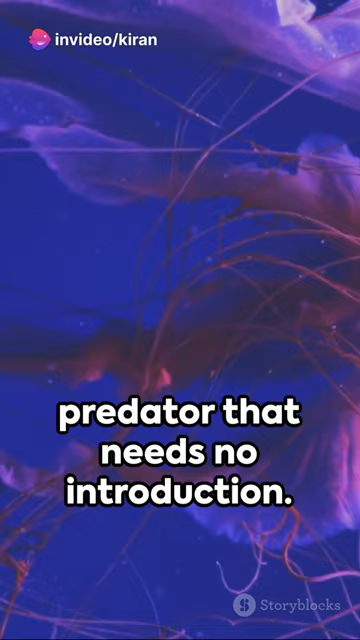 invideo/kiran
predator that
needs no
introduction.
Storyblocks